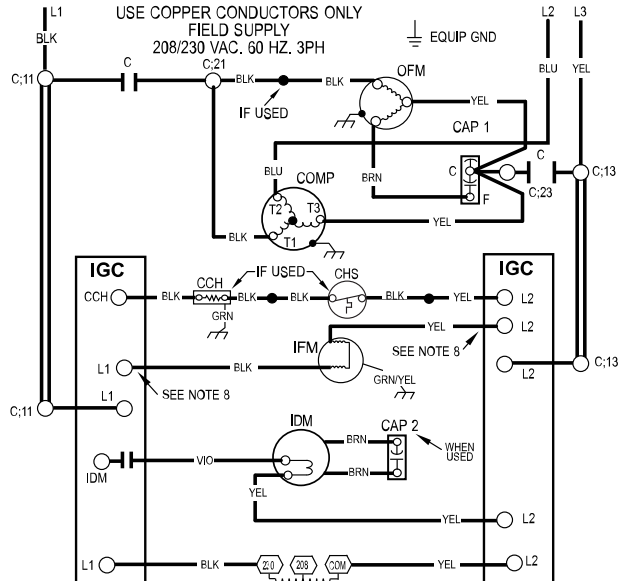 USE COPPER CONDUCTORS ONLY
FIELD SUPPLY
208/230 VAC. 60 HZ. 3PH
L1
BLK
EQUIP GND
L2
L3
BLU
YEL
C;11
C
C;21
BLK
BLK
IF USED
OFM
YEL
CAP 1
BLU
BRN
C
F
C
C;23
C;13
COMP
T2
T3
T1
YEL
BLK
IGC
IGC
IF USED
CCH
BLK
CCH
BLK
BLK
CHS
BLK
YEL
L2
GRN
YEL
L2
IFM
SEE NOTE 8
L1
BLK
GRN/YEL
L2
C;13
SEE NOTE 8
C;11
L1
IDM
CAP 2
BRN
WHEN
USED
IDM
VIO
BRN
YEL
YEL
L2
L1
BLK
230
208
COM
YEL
L2